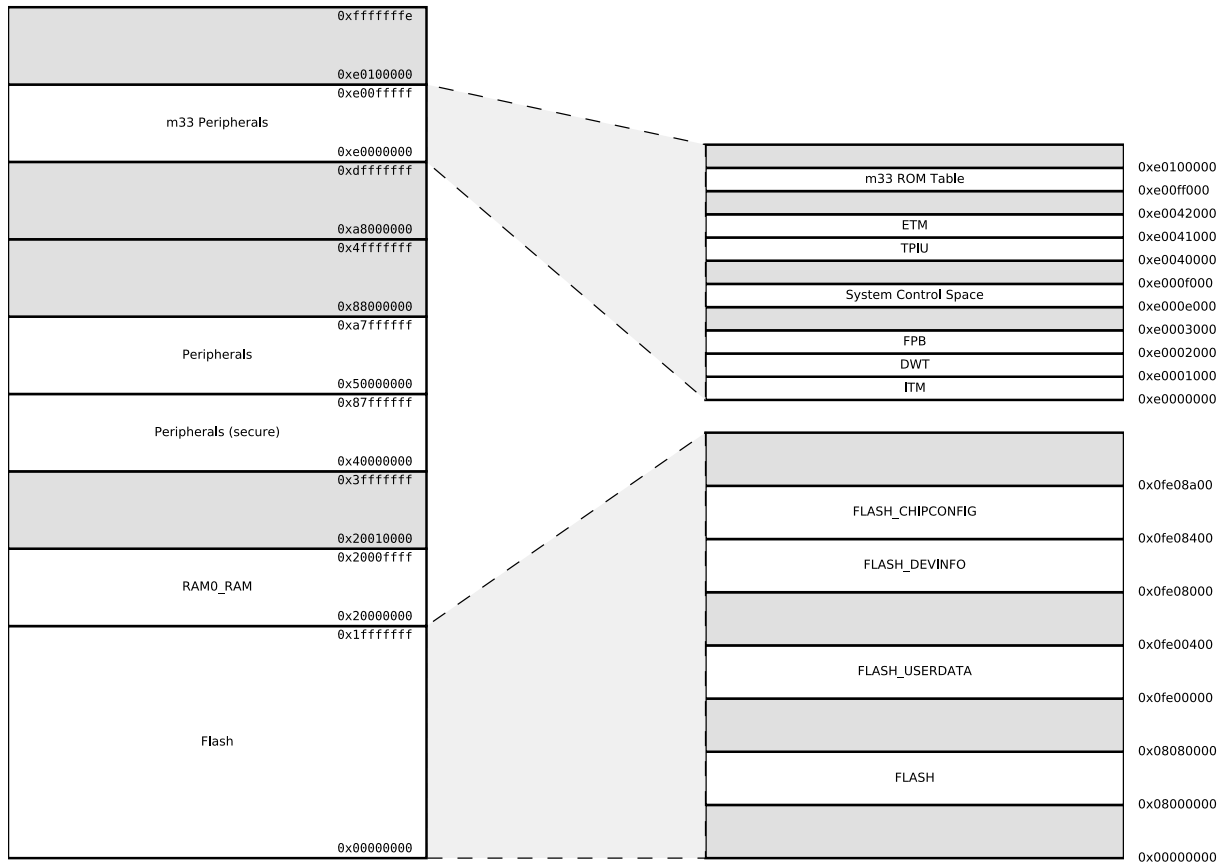 0xfffffffe
0xe0100000
0xe00fffff
m33 Peripherals
0xe0000000
0xdfffffff
0xa8000000
0x4fffffff
0x88000000
0xa7ffffff
Peripherals
0x50000000
0x87ffffff
Peripherals (secure)
0x40000000
0x3fffffff
0x20010000
0x2000ffff
RAM0_RAM
0x20000000
0x1fffffff
Flash
0x00000000
0xe0100000
m33 ROM Table
0xe00ff000
0xe0042000
ETM
0xe0041000
TPIU
0xe0040000
0xe000f000
System Control Space
0xe000e000
0xe0003000
FPB
0xe0002000
DWT
0xe0001000
ITM
0xe0000000
0x0fe08a00
FLASH_CHIPCONFIG
0x0fe08400
FLASH_DEVINFO
0x0fe08000
0x0fe00400
FLASH_USERDATA
0x0fe00000
0x08080000
FLASH
0x08000000
0x00000000